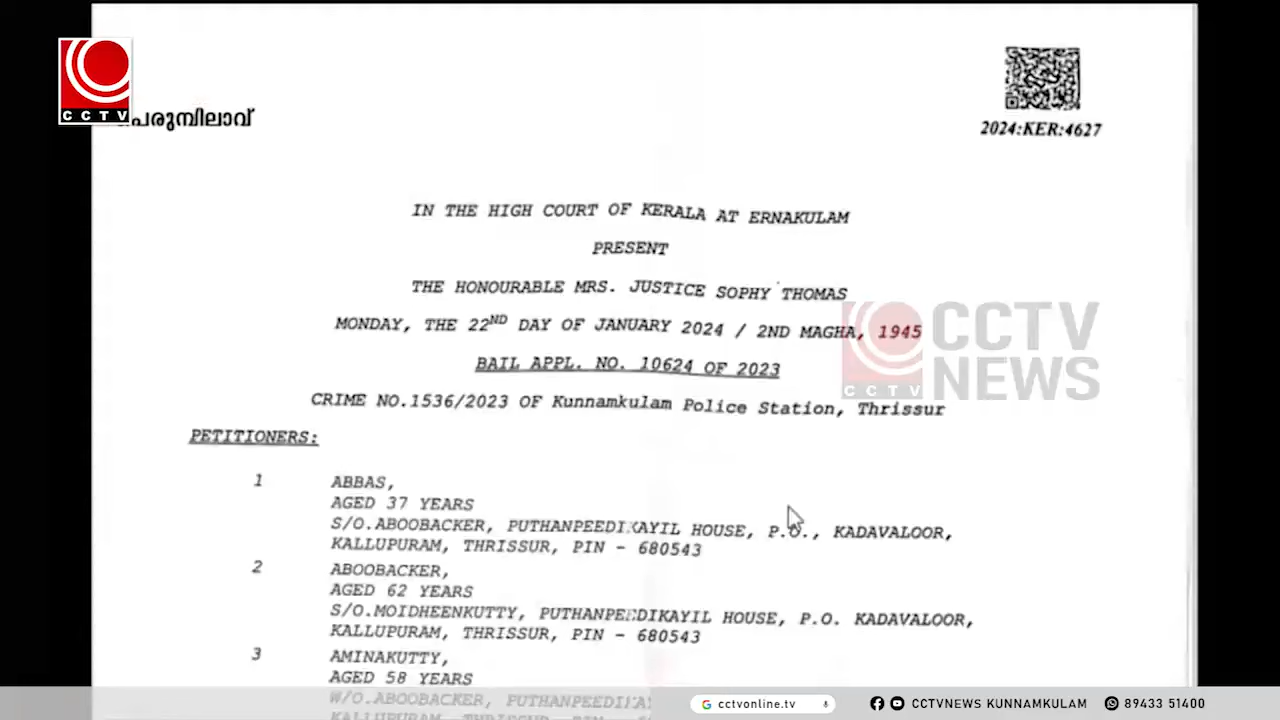 CCTV
പെരുമ്പിലാവ്
2024:KER:4627
IN THE HIGH COURT OF KERALA AT ERNAKULAM
PRESENT
THE HONOURABLE MRS. JUSTICE SOPHY THOMAS
MONDAY, THE 22ND DAY OF JANUARY 2024 / 2ND MAGHA, 1945
CCTV NEWS
CCTV
BAIL APPL. NO. 10624 OF 2023
CRIME NO.1536/2023 OF Kunnamkulam Police Station, Thrissur
PETITIONERS:
1 ABBAS,
AGED 37 YEARS
S/O.ABOOBACKER, PUTHANPEEDIKAYIL HOUSE, P.O., KADAVALOOR,
KALLUPURAM, THRISSUR, PIN - 680543
2 ABOOBACKER,
AGED 62 YEARS
S/O.MOIDHEENKUTTY, PUTHANPEEDIKAYIL HOUSE, P.O. KADAVALOOR,
KALLUPURAM, THRISSUR, PIN - 680543
3 AMINAKUTTY,
AGED 58 YEARS
W/O.ABOOBACKER,
cctvonline.tv
CCTVNEWS KUNNAMKULAM
89433 51400